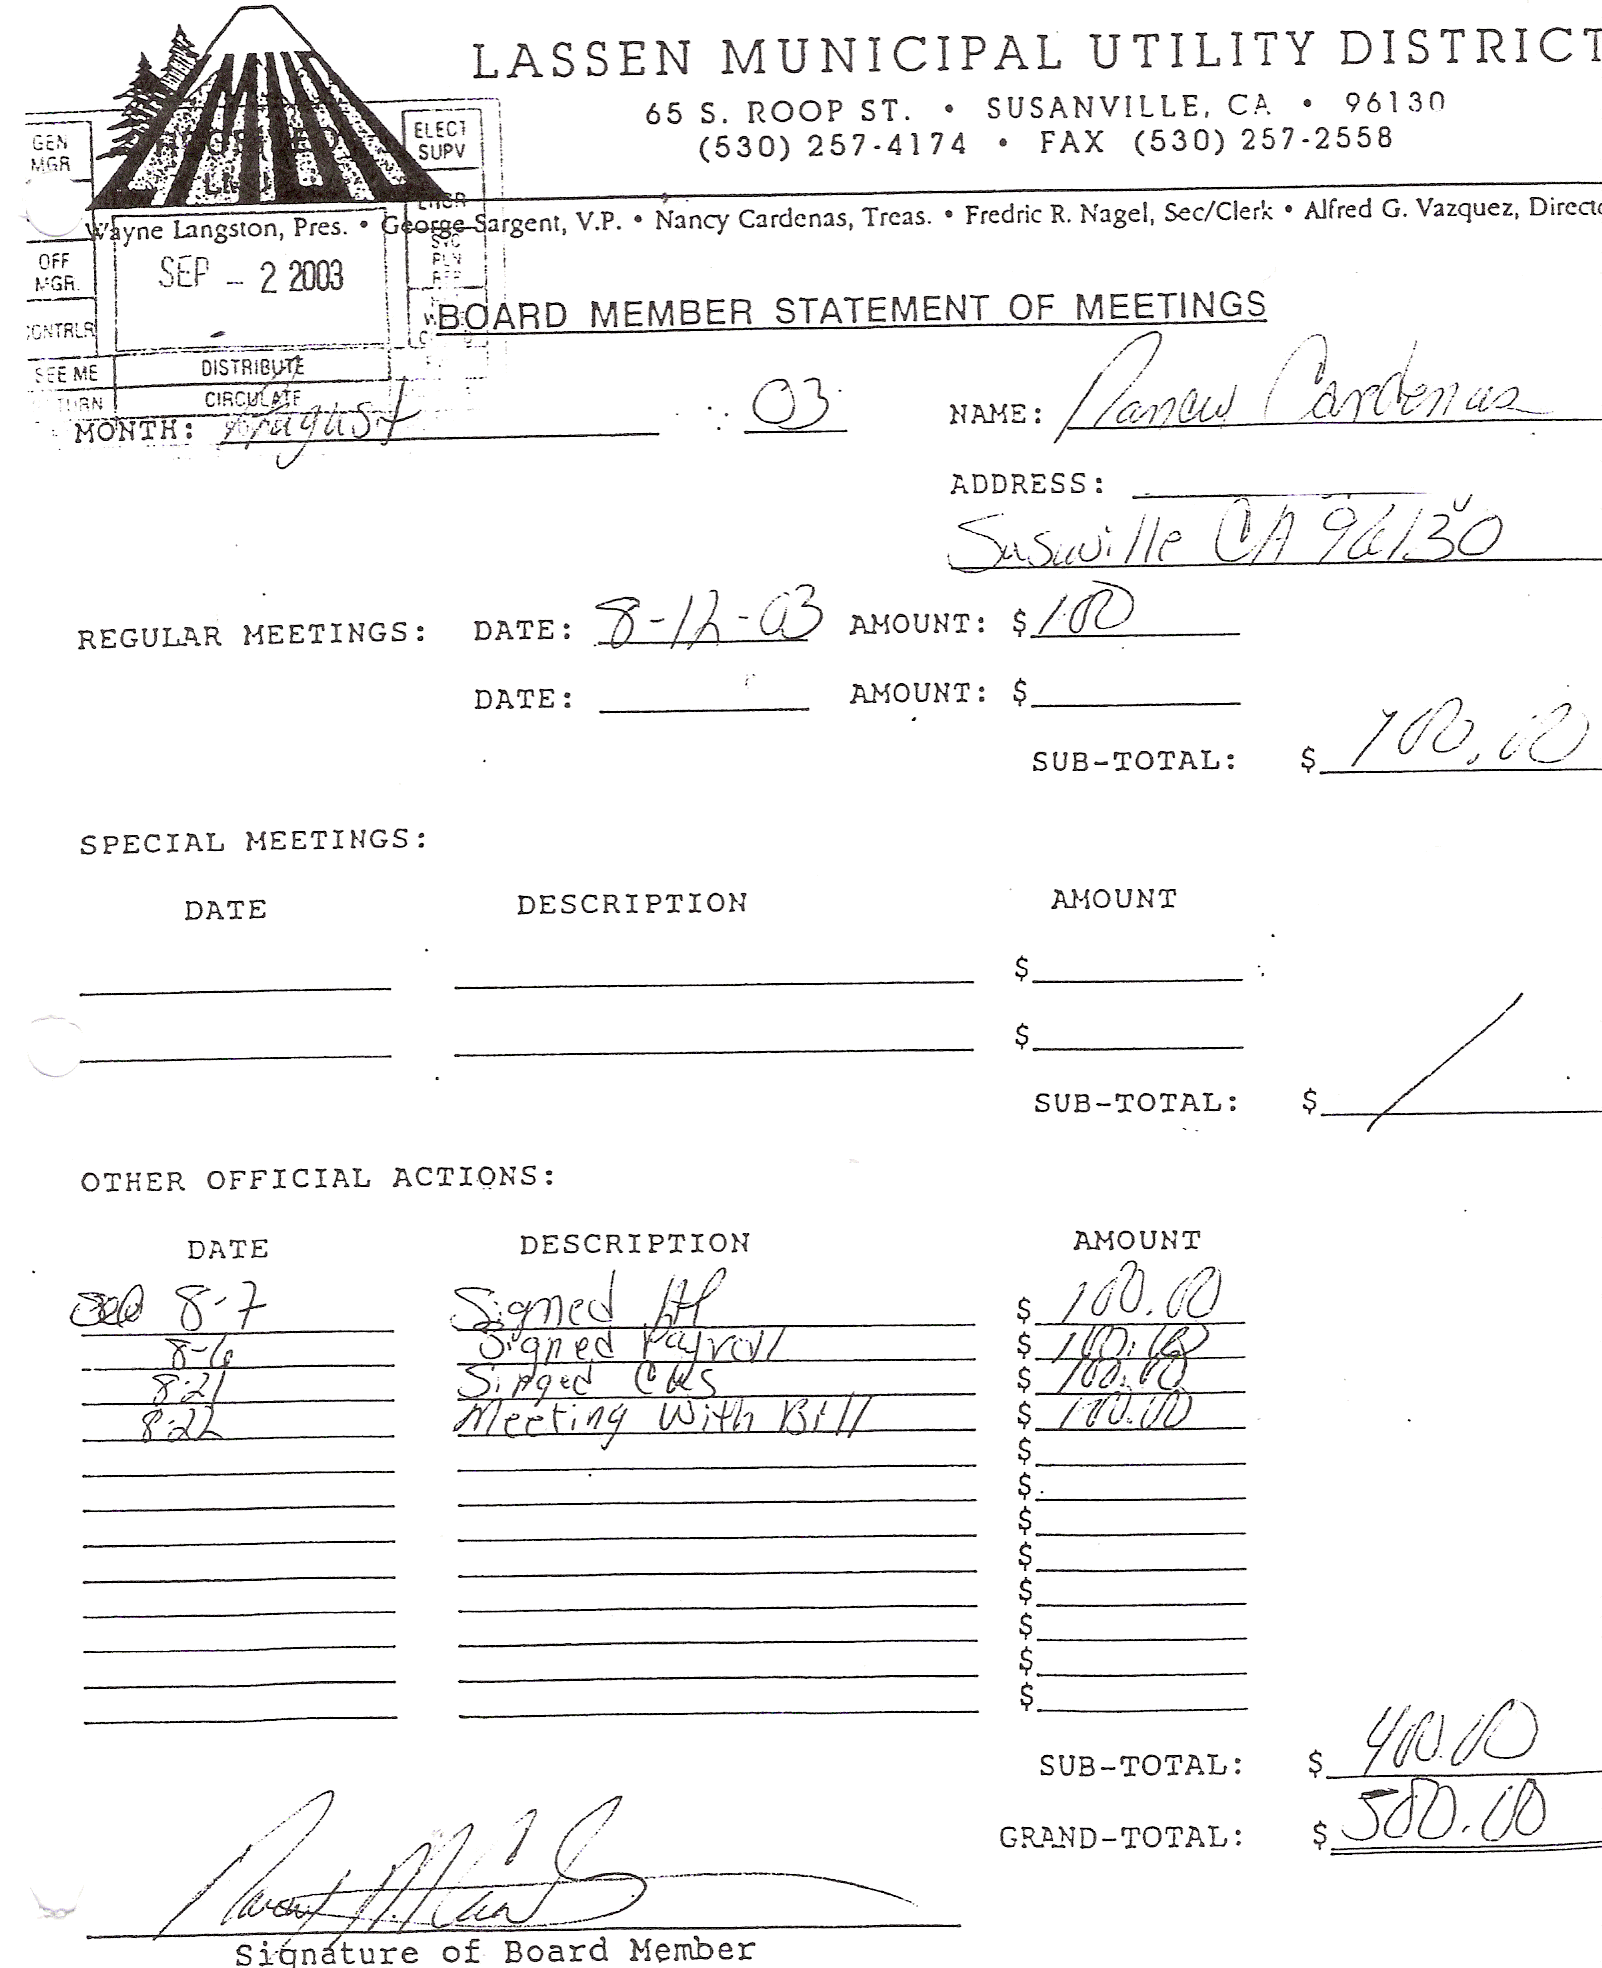 LASSEN MUNICIPAL UTILITY DISTRICT
65 S. ROOP ST. • SUSANVILLE, CA • 96130
(530) 257-4174 • FAX (530) 257-2558
GEN MGR
ELECT SUPV
Wayne Langston, Pres. • George Sargent, V.P. • Nancy Cardenas, Treas. • Fredric R. Nagel, Sec/Clerk • Alfred G. Vazquez, Directo
OFF MGR.
SEP - 2 2003
CONTRLR
BOARD MEMBER STATEMENT OF MEETINGS
SEE ME DISTRIBUTE
CIRCULATE
MONTH: August 03 NAME: Nancy Cardenas
ADDRESS:
Susuville CA 96130
REGULAR MEETINGS: DATE: 8-12-03 AMOUNT: $ 100
DATE: AMOUNT: $
SUB-TOTAL: $ 100.00
SPECIAL MEETINGS:
DATE DESCRIPTION AMOUNT
$
$
SUB-TOTAL: $
OTHER OFFICIAL ACTIONS:
DATE DESCRIPTION AMOUNT
8-7 Signed AP $ 100.00
8-6 Signed Payroll $ 100.00
8-21 Singed Cks $ 100.00
8-22 Meeting With Bill $ 100.00
$
$
$
$
$
$
$
$
SUB-TOTAL: $ 400.00
GRAND-TOTAL: $ 500.00
Signature of Board Member